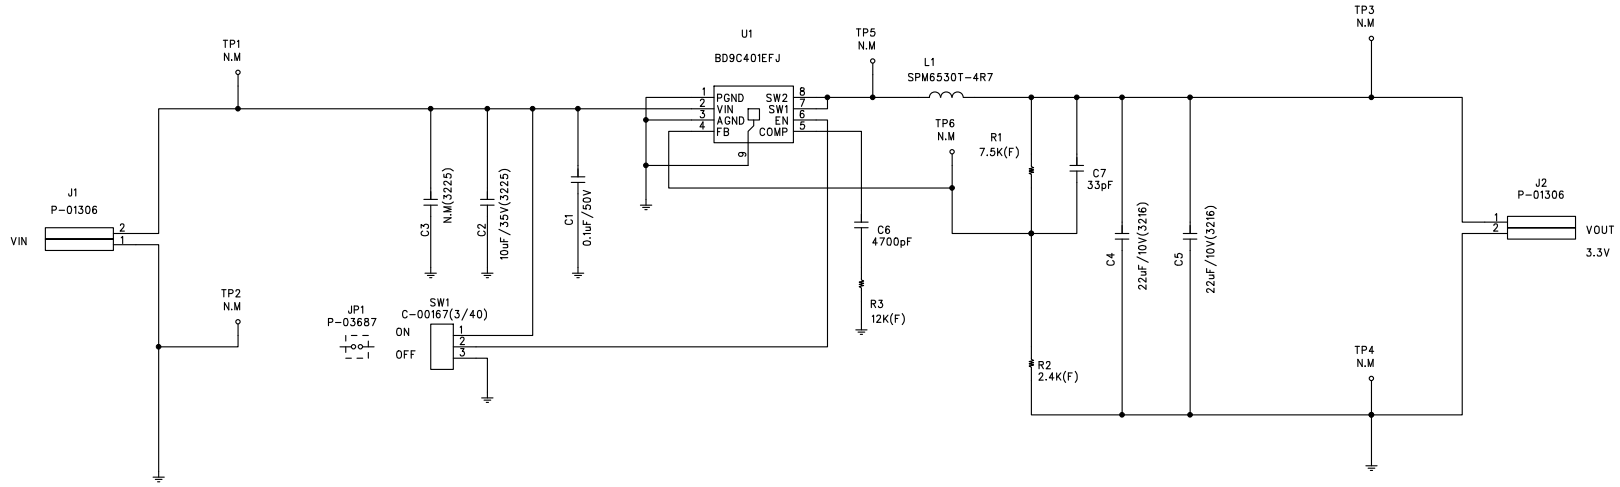 TP1
N.M
U1
BD9C401EFJ
TP5
N.M
L1
SPM6530T-4R7
TP3
N.M
1 PGND SW2 8
2 VIN SW1 7
3 AGND EN 6
4 FB COMP 5
9
TP6
N.M
R1
7.5K(F)
C7
33pF
J1
P-01306
VIN
2
1
C3
N.M(3225)
C2
10uF/35V(3225)
C1
0.1uF/50V
C6
4700pF
R3
12K(F)
C4
22uF/10V(3216)
C5
22uF/10V(3216)
J2
P-01306
1
2
VOUT
3.3V
TP2
N.M
JP1
P-03687
SW1
C-00167(3/40)
ON
OFF
1
2
3
R2
2.4K(F)
TP4
N.M